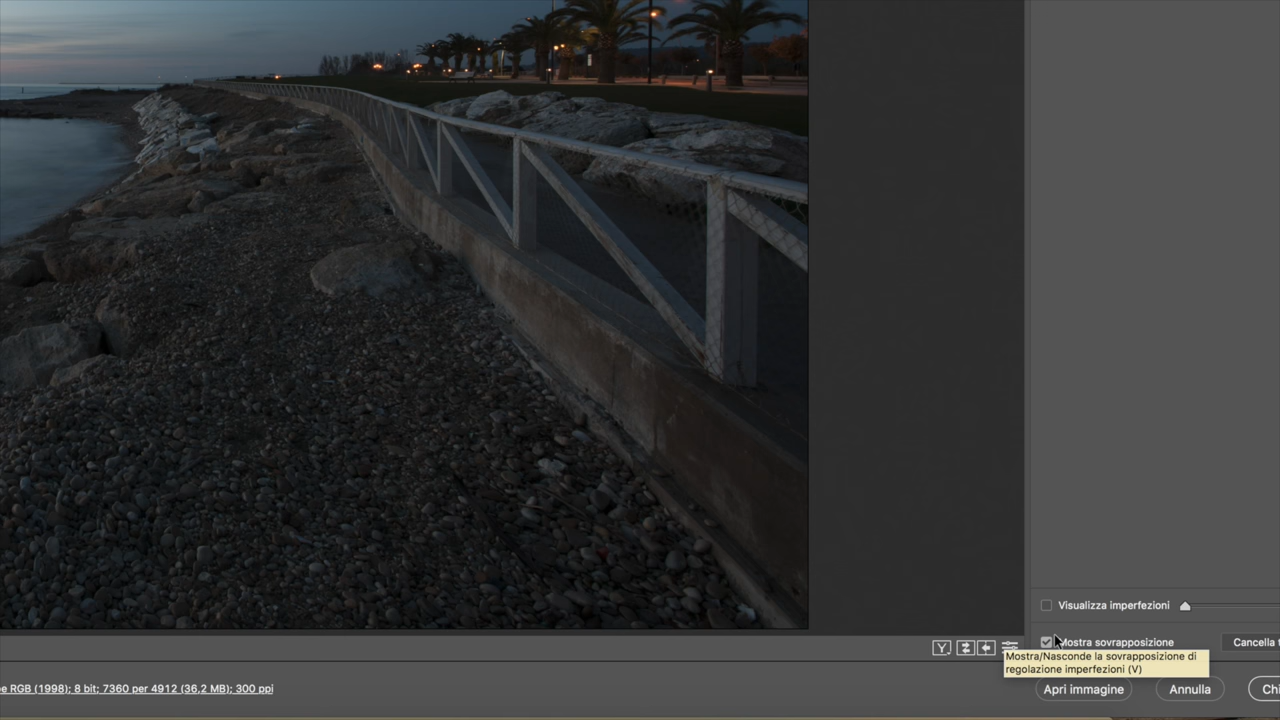 Visualizza imperfezioni
Mostra sovrapposizione
Cancella
Mostra/Nasconde la sovrapposizione di
regolazione imperfezioni (V)
RGB (1998); 8 bit; 7360 per 4912 (36,2 MB); 300 ppi
Apri immagine
Annulla